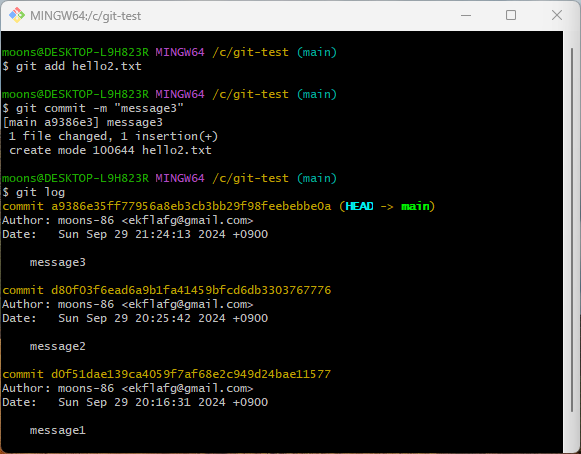 MINGW64:/c/git-test
moons@DESKTOP-L9H823R MINGW64 /c/git-test (main)
$ git add hello2.txt
moons@DESKTOP-L9H823R MINGW64 /c/git-test (main)
$ git commit -m "message3"
[main a9386e3] message3
1 file changed, 1 insertion(+)
create mode 100644 hello2.txt
moons@DESKTOP-L9H823R MINGW64 /c/git-test (main)
$ git log
commit a9386e35ff77956a8eb3cb3bb29f98feebebbe0a (HEAD -> main)
Author: moons-86 <ekflafg@gmail.com>
Date:   Sun Sep 29 21:24:13 2024 +0900
message3
commit d80f03f6ead6a9b1fa41459bfcd6db3303767776
Author: moons-86 <ekflafg@gmail.com>
Date:   Sun Sep 29 20:25:42 2024 +0900
message2
commit d0f51dae139ca4059f7af68e2c949d24bae11577
Author: moons-86 <ekflafg@gmail.com>
Date:   Sun Sep 29 20:16:31 2024 +0900
message1